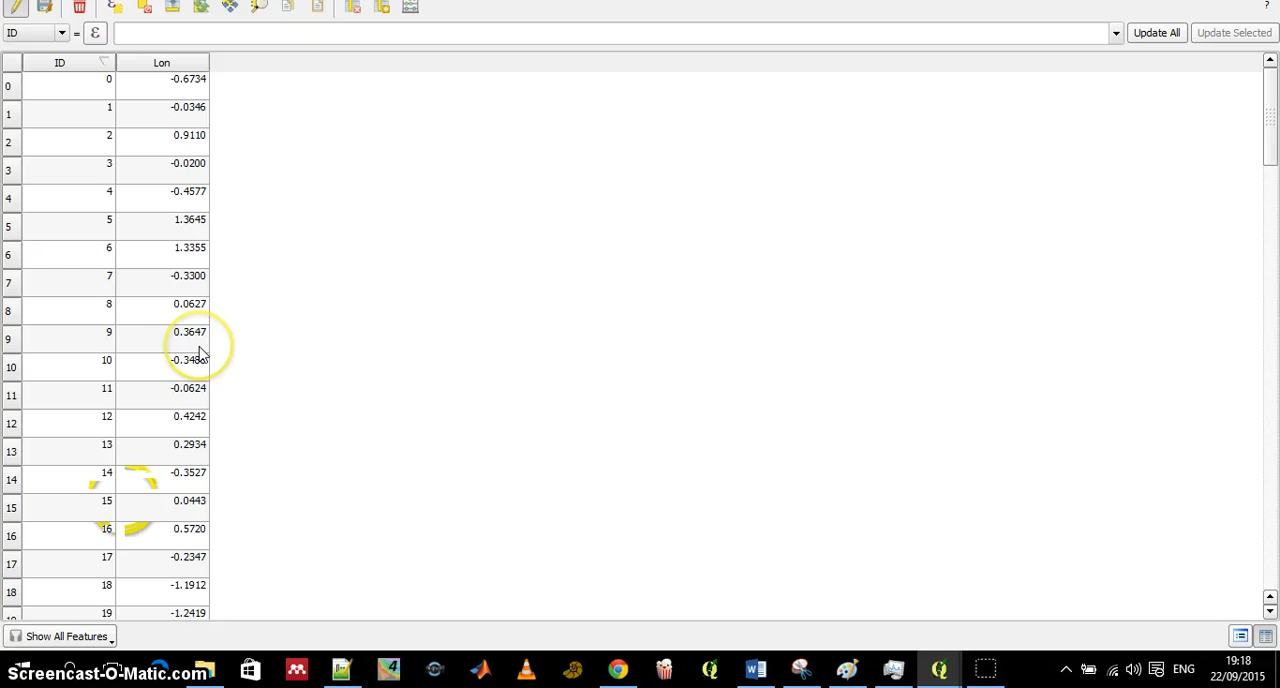 ?
ID = ε Update All Update Selected
ID Lon
0 0 -0.6734
1 1 -0.0346
2 2 0.9110
3 3 -0.0200
4 4 -0.4577
5 5 1.3645
6 6 1.3355
7 7 -0.3300
8 8 0.0627
9 9 0.3647
10 10
11 11 -0.0624
12 12 0.4242
13 13 0.2934
14 14 -0.3527
15 15 0.0443
16 16 0.5720
17 17 -0.2347
18 18 -1.1912
19 19 -1.2419
Show All Features
Screencast-O-Matic.com 4 ENG 19:18
22/09/2015